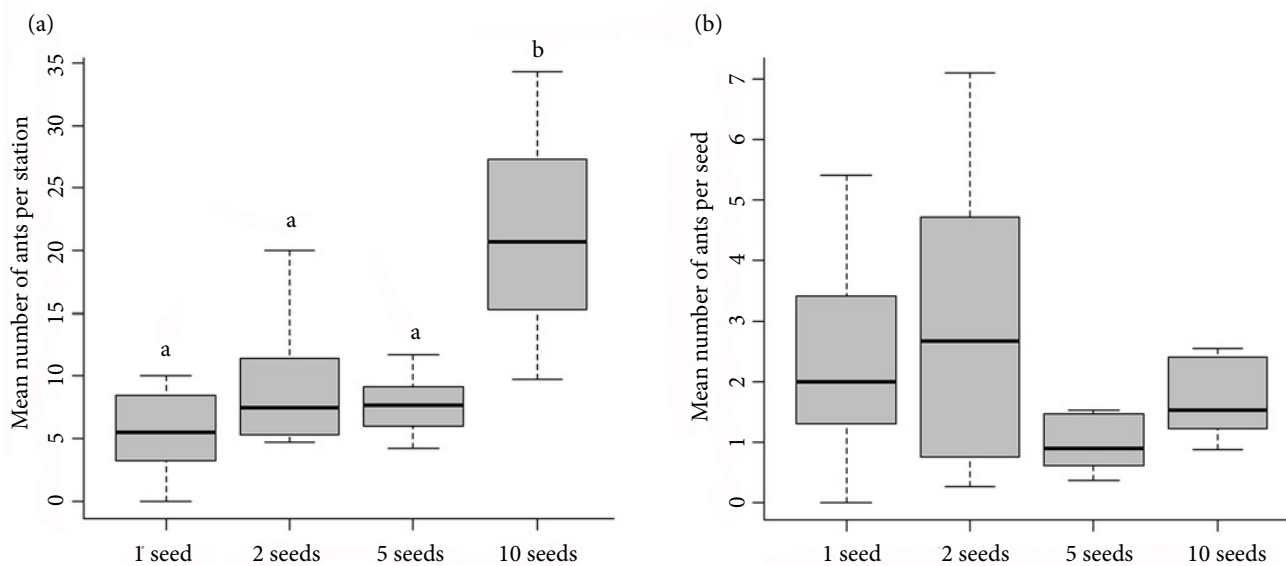 (a)
Mean number of ants per station
35
30
25
20
15
10
5
0
a
a
a
b
1 seed
2 seeds
5 seeds
10 seeds
(b)
Mean number of ants per seed
7
6
5
4
3
2
1
0
1 seed
2 seeds
5 seeds
10 seeds